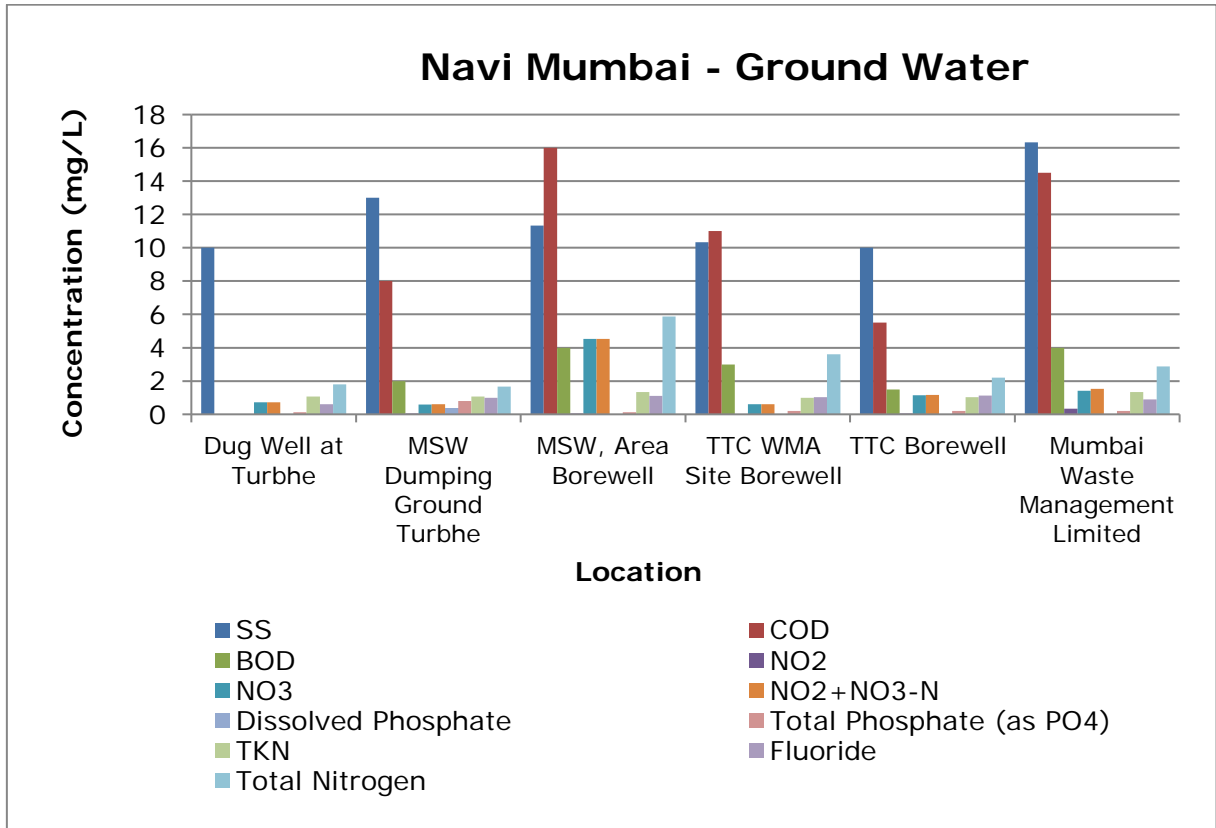 Navi Mumbai - Ground Water
Concentration (mg/L)
18
16
14
12
10
8
6
4
2
0
Dug Well at
Turbhe
MSW
Dumping
Ground
Turbhe
MSW, Area
Borewell
TTC WMA
Site Borewell
TTC Borewell
Mumbai
Waste
Management
Limited
Location
SS
COD
BOD
NO2
NO3
NO2+NO3-N
Dissolved Phosphate
Total Phosphate (as PO4)
TKN
Fluoride
Total Nitrogen